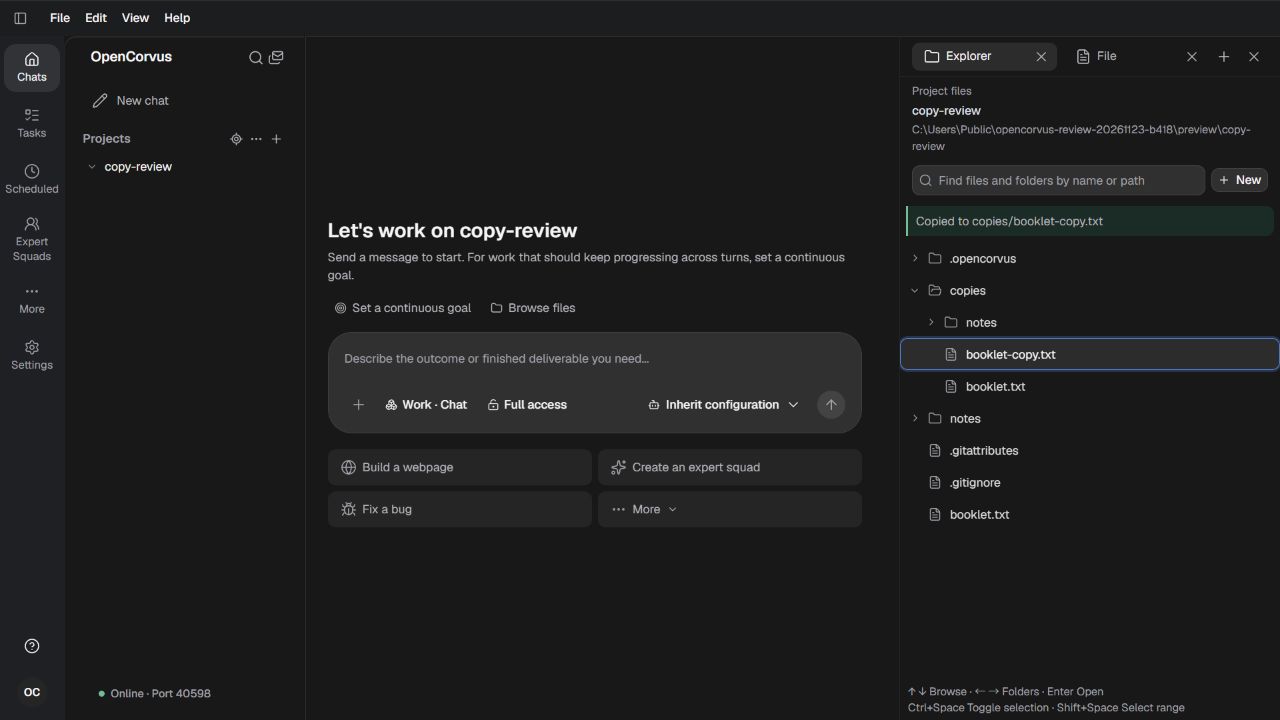 File Edit View Help
Chats
Tasks
Scheduled
Expert
Squads
More
Settings
OC
OpenCorvus
New chat
Projects
copy-review
Online · Port 40598
Let's work on copy-review
Send a message to start. For work that should keep progressing across turns, set a continuous
goal.
Set a continuous goal Browse files
Describe the outcome or finished deliverable you need...
Work · Chat Full access Inherit configuration
Build a webpage Create an expert squad
Fix a bug More
Explorer File
Project files
copy-review
C:\Users\Public\opencorvus-review-20261123-b418\preview\copy-
review
Find files and folders by name or path New
Copied to copies/booklet-copy.txt
.opencorvus
copies
notes
booklet-copy.txt
booklet.txt
notes
.gitattributes
.gitignore
booklet.txt
↑↓ Browse · ←→ Folders · Enter Open
Ctrl+Space Toggle selection · Shift+Space Select range